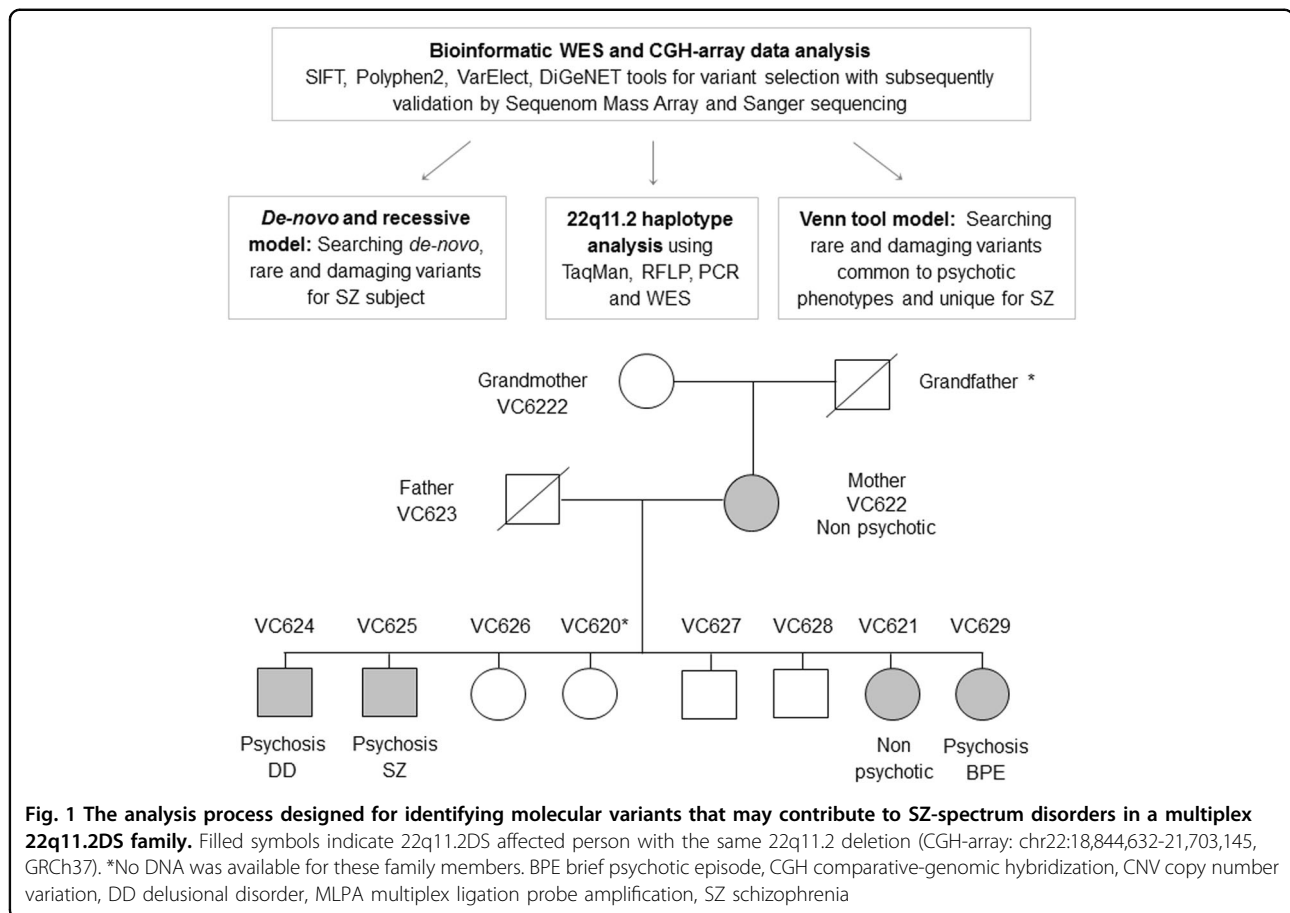 Bioinformatic WES and CGH-array data analysis
SIFT, Polyphen2, VarElect, DiGeNET tools for variant selection with subsequently
validation by Sequenom Mass Array and Sanger sequencing
De-novo and recessive
model: Searching de-novo,
rare and damaging variants
for SZ subject
22q11.2 haplotype
analysis using
TaqMan, RFLP, PCR
and WES
Venn tool model: Searching
rare and damaging variants
common to psychotic
phenotypes and unique for SZ
Grandmother
VC6222
Grandfather *
Father
VC623
Mother
VC622
Non psychotic
VC624 VC625 VC626 VC620* VC627 VC628 VC621 VC629
Psychosis
DD
Psychosis
SZ
Non
psychotic
Psychosis
BPE
Fig. 1 The analysis process designed for identifying molecular variants that may contribute to SZ-spectrum disorders in a multiplex
22q11.2DS family. Filled symbols indicate 22q11.2DS affected person with the same 22q11.2 deletion (CGH-array: chr22:18,844,632-21,703,145,
GRCh37). *No DNA was available for these family members. BPE brief psychotic episode, CGH comparative-genomic hybridization, CNV copy number
variation, DD delusional disorder, MLPA multiplex ligation probe amplification, SZ schizophrenia